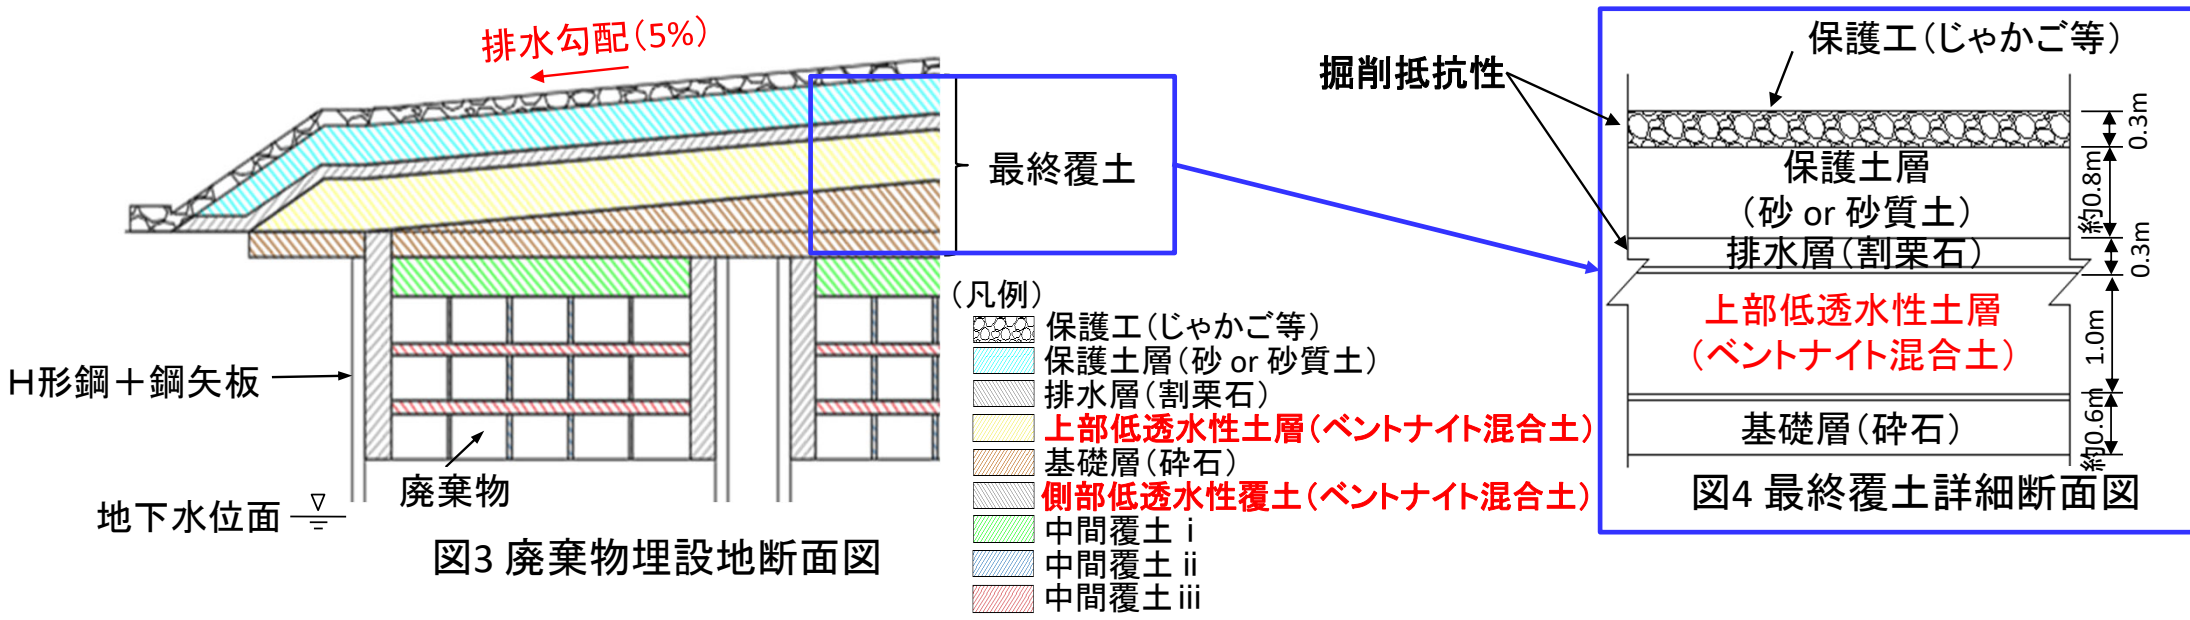 排水勾配(5%)
最終覆土
H形鋼＋鋼矢板
廃棄物
地下水位面
図3 廃棄物埋設地断面図
(凡例)
保護工(じゃかご等)
保護土層(砂 or 砂質土)
排水層(割栗石)
上部低透水性土層(ベントナイト混合土)
基礎層(砕石)
側部低透水性覆土(ベントナイト混合土)
中間覆土 i
中間覆土 ii
中間覆土 iii
保護工(じゃかご等)
掘削抵抗性
0.3m
保護土層
(砂 or 砂質土)
約0.8m
排水層(割栗石)
0.3m
上部低透水性土層
(ベントナイト混合土)
1.0m
基礎層(砕石)
約0.6m
図4 最終覆土詳細断面図